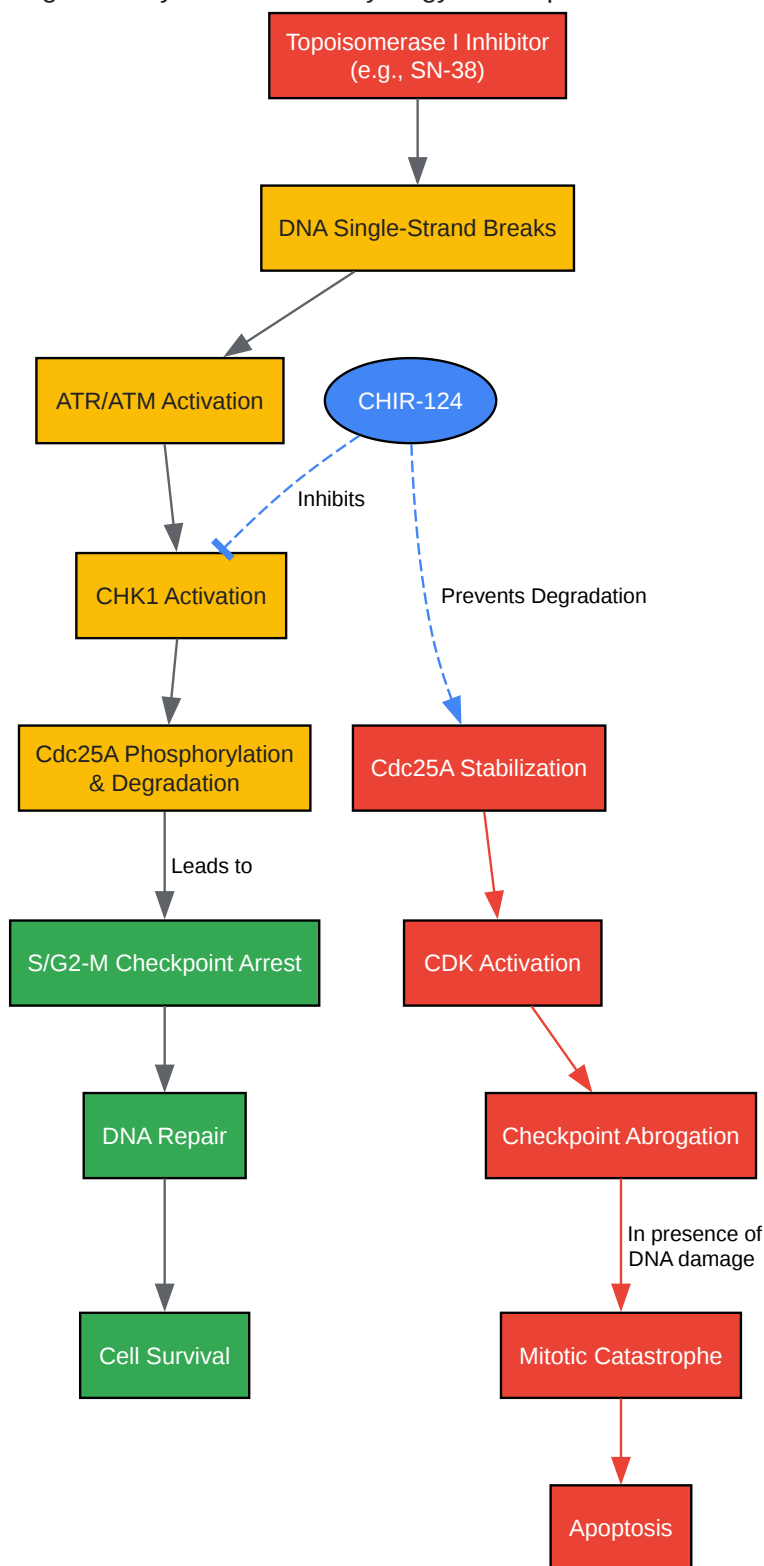 Topoisomerase I Inhibitor
(e.g., SN-38)
DNA Single-Strand Breaks
ATR/ATM Activation
CHIR-124
Inhibits
CHK1 Activation
Prevents Degradation
Cdc25A Phosphorylation
& Degradation
Cdc25A Stabilization
Leads to
S/G2-M Checkpoint Arrest
CDK Activation
DNA Repair
Checkpoint Abrogation
In presence of
DNA damage
Cell Survival
Mitotic Catastrophe
Apoptosis